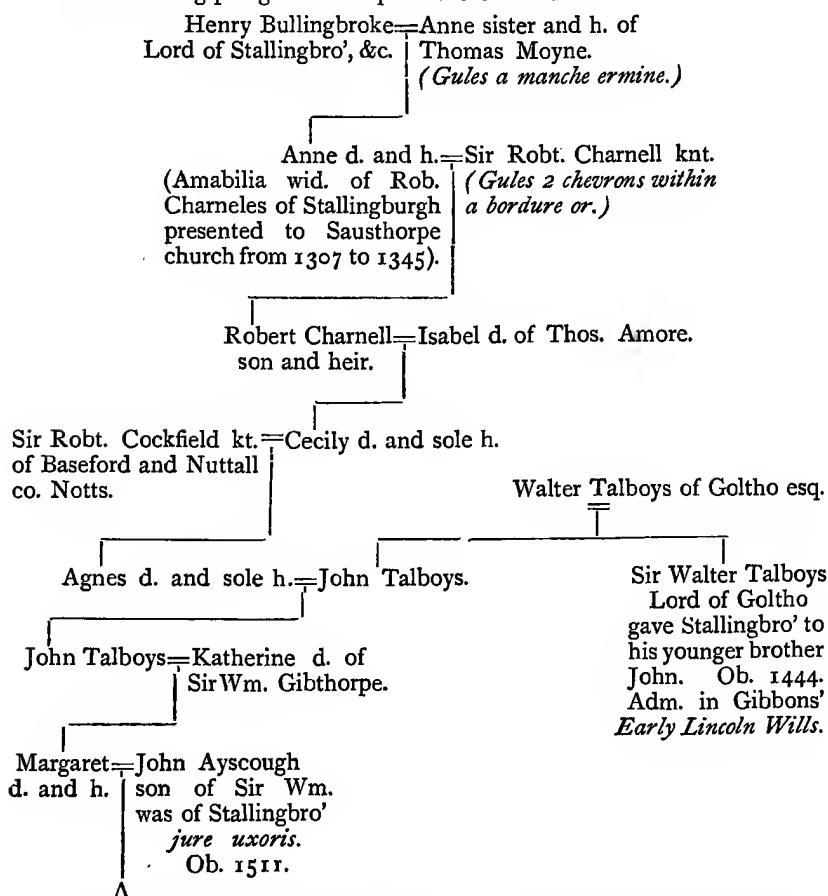 Henry Bullingbroke=Anne sister and h. of
Lord of Stallingbro', &c. Thomas Moyne.
(Gules a manche ermine.)
Anne d. and h.=Sir Robt. Charnell knt.
(Amabilia wid. of Rob. (Gules 2 chevrons within
Charneles of Stallingburgh a bordure or.)
presented to Sausthorpe
church from 1307 to 1345).
Robert Charnell=Isabel d. of Thos. Amore.
son and heir.
Sir Robt. Cockfield kt.=Cecily d. and sole h.
of Baseford and Nuttall
co. Notts.
Walter Talboys of Goltho esq.
=
Agnes d. and sole h.=John Talboys.
Sir Walter Talboys
Lord of Goltho
gave Stallingbro' to
his younger brother
John. Ob. 1444.
Adm. in Gibbons'
Early Lincoln Wills.
John Talboys=Katherine d. of
Sir Wm. Gibthorpe.
Margaret=John Ayscough
d. and h. son of Sir Wm.
was of Stallingbro'
jure uxoris.
Ob. 1511.